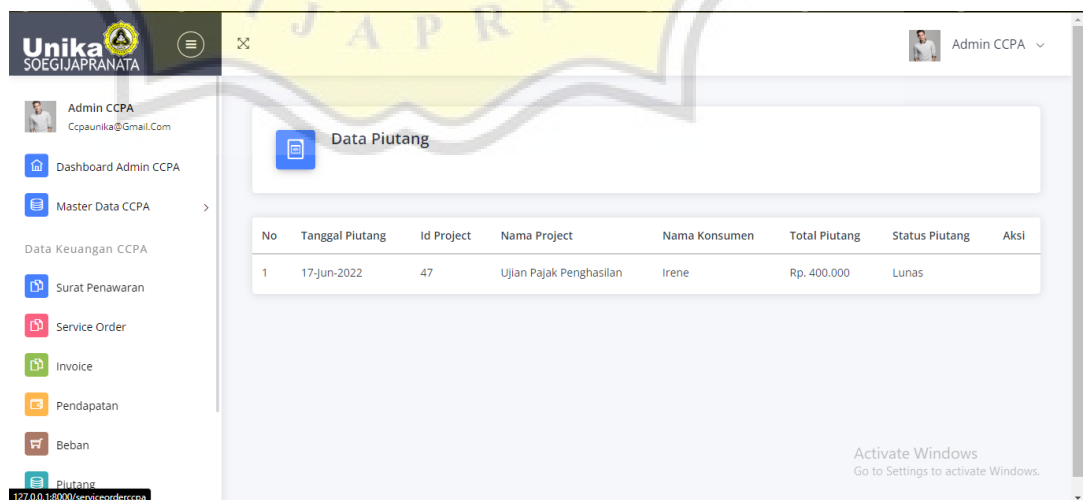 I J A P R A
Unika
SOEGIJAPRANATA
Admin CCPA
Admin CCPA
Ccpaunika@Gmail.Com
Dashboard Admin CCPA
Master Data CCPA
Data Keuangan CCPA
Surat Penawaran
Service Order
Invoice
Pendapatan
Beban
Piutang
127.0.0.1:8000/serviceorderccpa
Data Piutang
No Tanggal Piutang Id Project Nama Project Nama Konsumen Total Piutang Status Piutang Aksi
1 17-Jun-2022 47 Ujian Pajak Penghasilan Irene Rp. 400.000 Lunas
Activate Windows
Go to Settings to activate Windows.